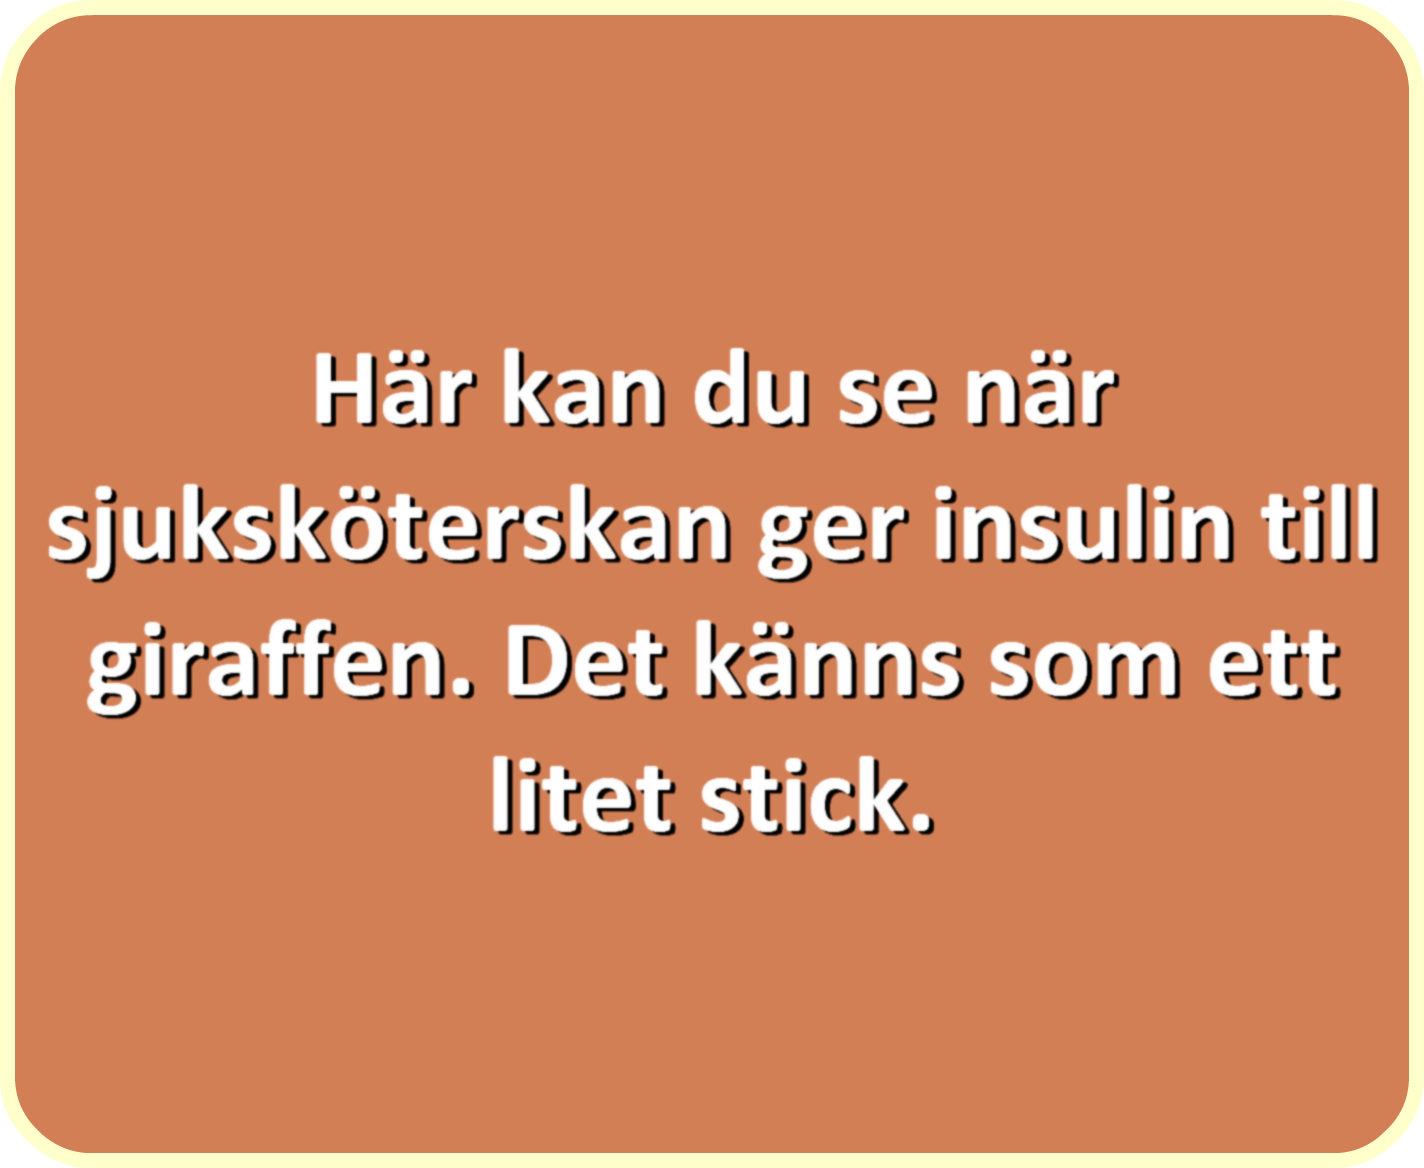 Här kan du se när
sjuksköterskan ger insulin till
giraffen. Det känns som ett
litet stick.